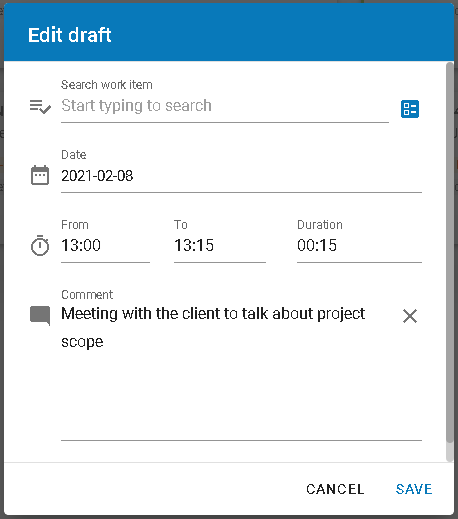 Edit draft
Search work item
Start typing to search
Date
2021-02-08
From To Duration
13:00 13:15 00:15
Comment
Meeting with the client to talk about project
scope
CANCEL SAVE